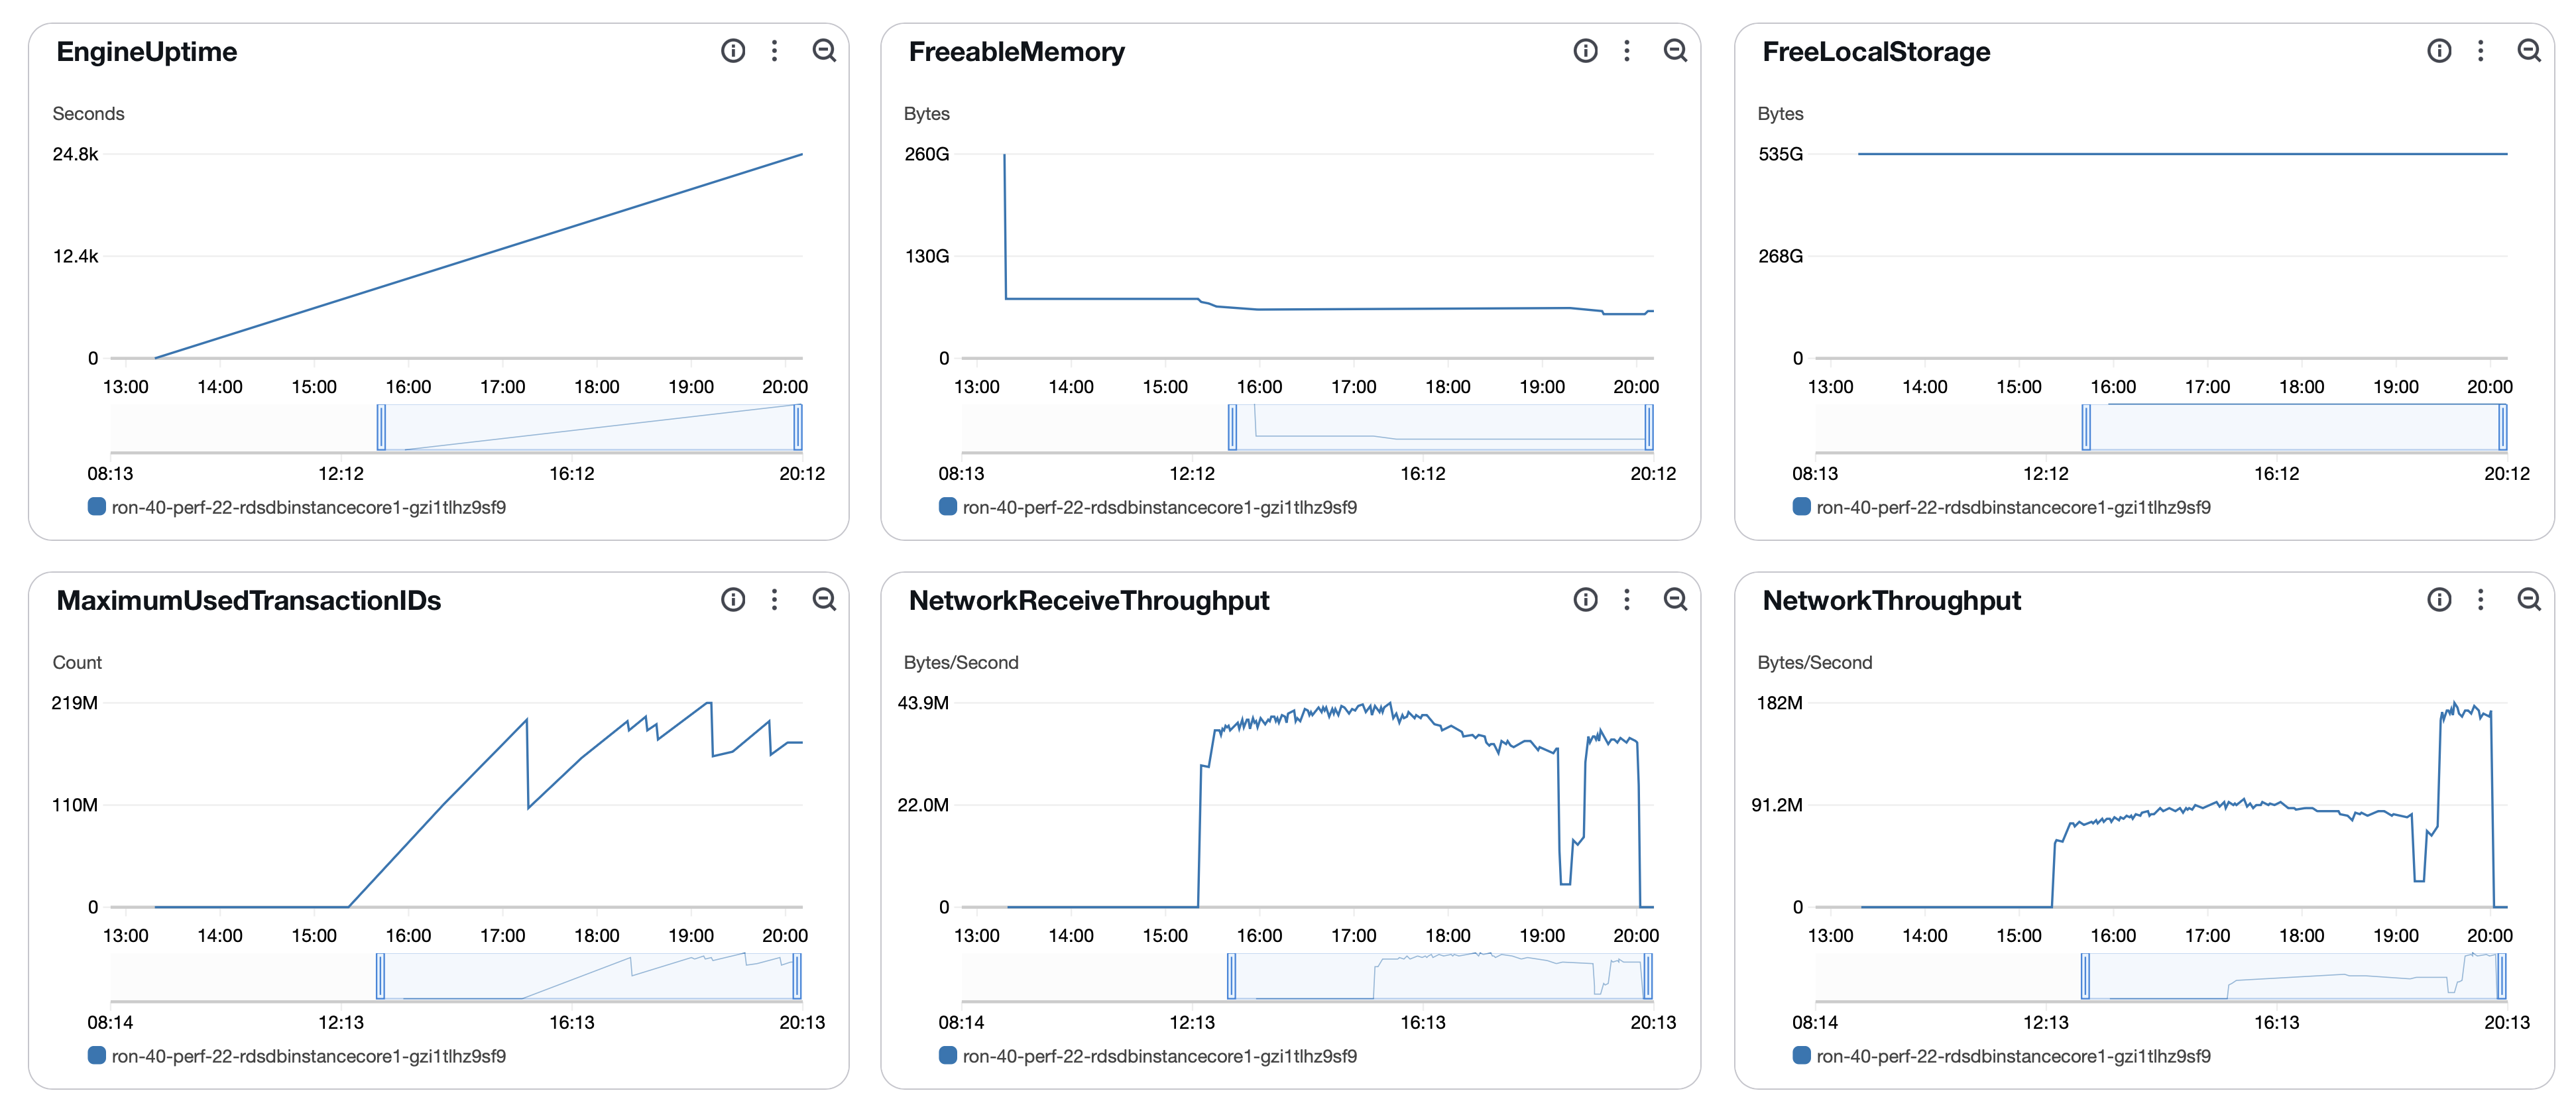 EngineUptime
Seconds
24.8k
12.4k
0
13:00 14:00 15:00 16:00 17:00 18:00 19:00 20:00
08:13 12:12 16:12 20:12
ron-40-perf-22-rdsdbinstancecore1-gzi1tlhz9sf9
FreeableMemory
Bytes
260G
130G
0
13:00 14:00 15:00 16:00 17:00 18:00 19:00 20:00
08:13 12:12 16:12 20:12
ron-40-perf-22-rdsdbinstancecore1-gzi1tlhz9sf9
FreeLocalStorage
Bytes
535G
268G
0
13:00 14:00 15:00 16:00 17:00 18:00 19:00 20:00
08:13 12:12 16:12 20:12
ron-40-perf-22-rdsdbinstancecore1-gzi1tlhz9sf9
MaximumUsedTransactionIDs
Count
219M
110M
0
13:00 14:00 15:00 16:00 17:00 18:00 19:00 20:00
08:14 12:13 16:13 20:13
ron-40-perf-22-rdsdbinstancecore1-gzi1tlhz9sf9
NetworkReceiveThroughput
Bytes/Second
43.9M
22.0M
0
13:00 14:00 15:00 16:00 17:00 18:00 19:00 20:00
08:14 12:13 16:13 20:13
ron-40-perf-22-rdsdbinstancecore1-gzi1tlhz9sf9
NetworkThroughput
Bytes/Second
182M
91.2M
0
13:00 14:00 15:00 16:00 17:00 18:00 19:00 20:00
08:14 12:13 16:13 20:13
ron-40-perf-22-rdsdbinstancecore1-gzi1tlhz9sf9